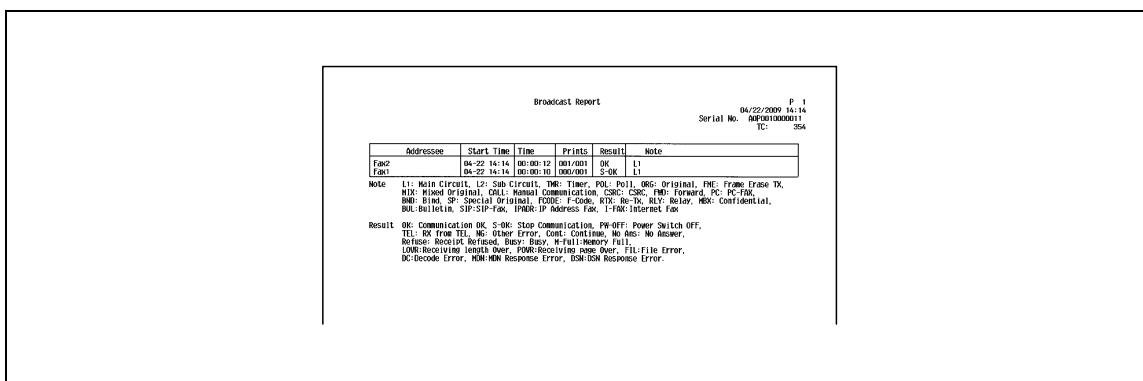 Broadcast Report
P 1
04/22/2009 14:14
Serial No. A0P0010000011
TC: 354
Addressee Start Time Time Prints Result Note
Fax2 04-22 14:14 00:00:12 001/001 OK L1
Fax1 04-22 14:14 00:00:10 000/001 S-OK L1
Note L1: Main Circuit, L2: Sub Circuit, TMR: Timer, POL: Poll, ORG: Original, FME: Frame Erase TX,
MIX: Mixed Original, CALL: Manual Communication, CSRC: CSRC, FWD: Forward, PC: PC-FAX,
BND: Bind, SP: Special Original, FCODE: F-Code, RTX: Re-Tx, RLY: Relay, MBX: Confidential,
BUL:Bulletin, SIP:SIP-Fax, IPADR:IP Address Fax, I-FAX:Internet Fax
Result OK: Communication OK, S-OK: Stop Communication, PW-OFF: Power Switch OFF,
TEL: RX from TEL, NG: Other Error, Cont: Continue, No Ans: No Answer,
Refuse: Receipt Refused, Busy: Busy, M-Full:Memory Full,
LOVR:Receiving length Over, POVR:Receiving page Over, FIL:File Error,
DC:Decode Error, MDN:MDN Response Error, DSN:DSN Response Error.